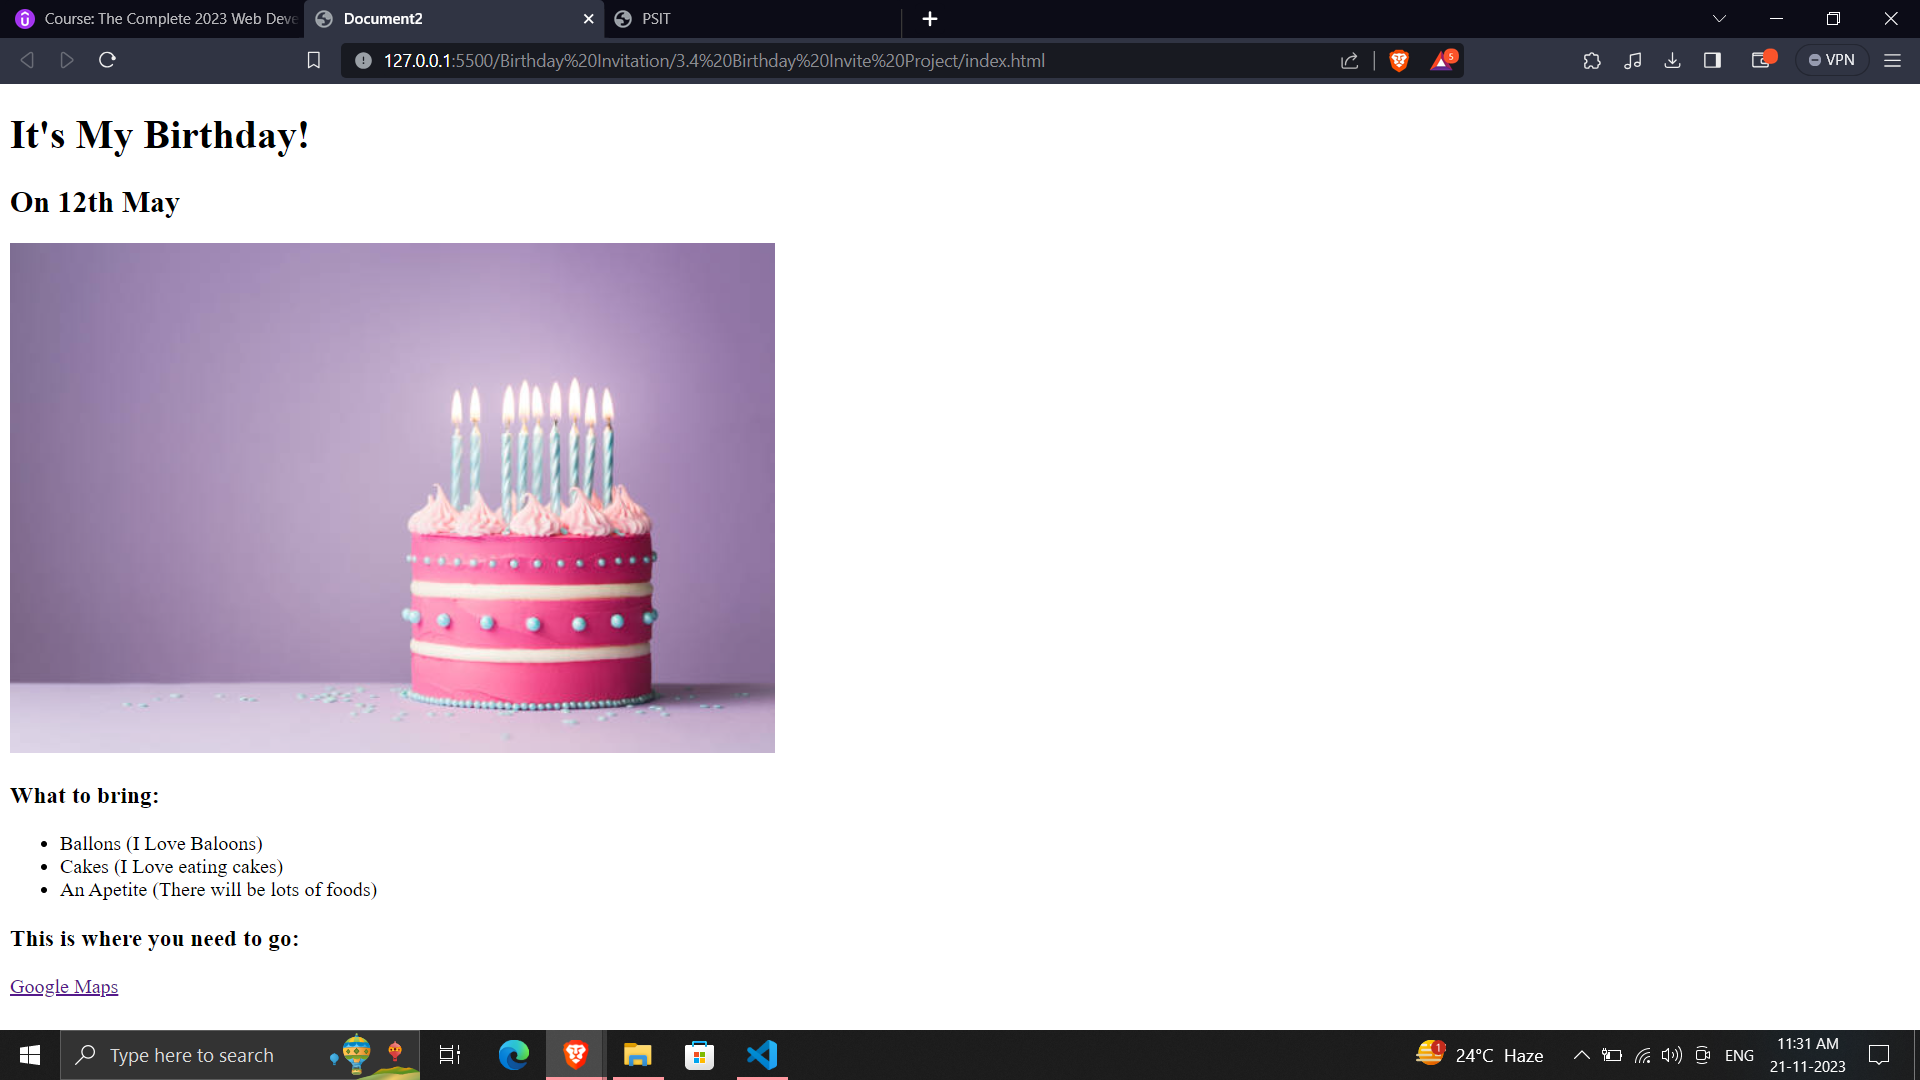 Course: The Complete 2023 Web Deve
Document2
PSIT
127.0.0.1:5500/Birthday%20Invitation/3.4%20Birthday%20Invite%20Project/index.html
5
VPN
It's My Birthday!
On 12th May
What to bring:
Ballons (I Love Baloons)
Cakes (I Love eating cakes)
An Apetite (There will be lots of foods)
This is where you need to go:
Google Maps
Type here to search
1
24°C Haze
ENG
11:31 AM
21-11-2023